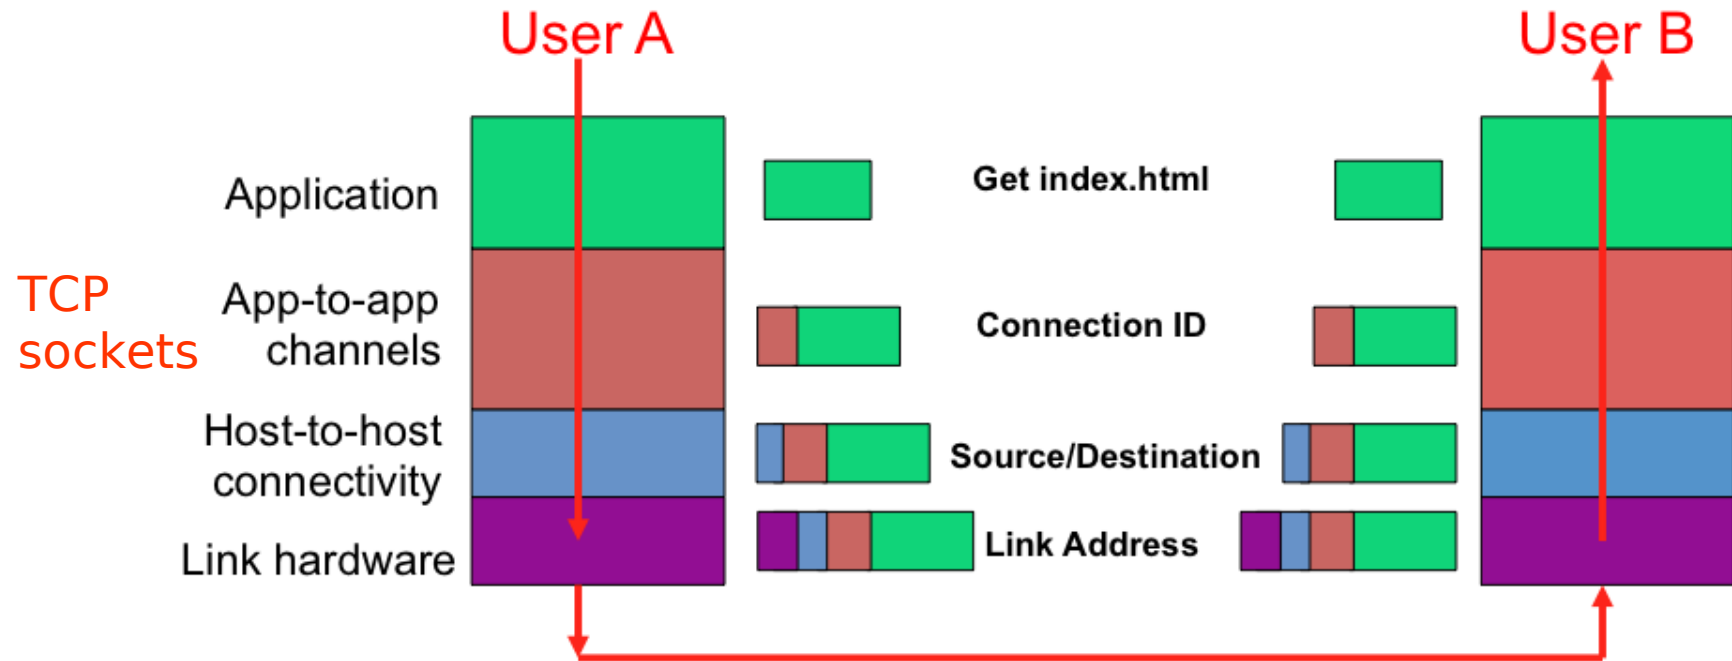 User A
User B
Application
Get index.html
TCP
sockets
App-to-app
channels
Connection ID
Host-to-host
connectivity
Source/Destination
Link hardware
Link Address